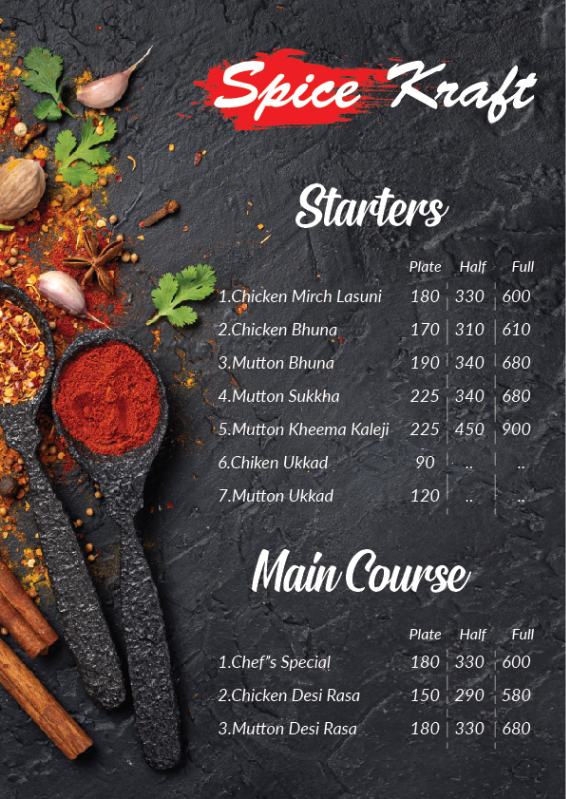 Spice Kraft
Starters
Plate Half Full
1.Chicken Mirch Lasuni 180 330 600
2.Chicken Bhuna 170 310 610
3.Mutton Bhuna 190 340 680
4.Mutton Sukkha 225 340 680
5.Mutton Kheema Kaleji 225 450 900
6.Chiken Ukkad 90 .. ..
7.Mutton Ukkad 120 .. ..
Main Course
Plate Half Full
1.Chef"s Special 180 330 600
2.Chicken Desi Rasa 150 290 580
3.Mutton Desi Rasa 180 330 680